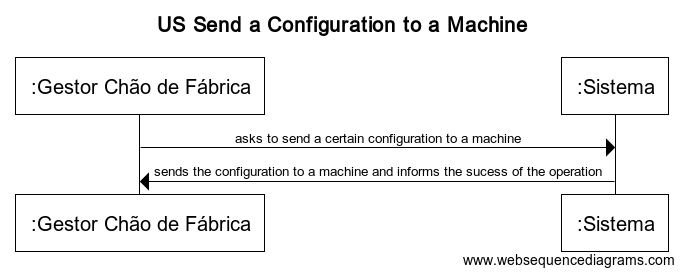 US Send a Configuration to a Machine
:Gestor Chão de Fábrica
:Sistema
asks to send a certain configuration to a machine
sends the configuration to a machine and informs the sucess of the operation
:Gestor Chão de Fábrica
:Sistema
www.websequencediagrams.com